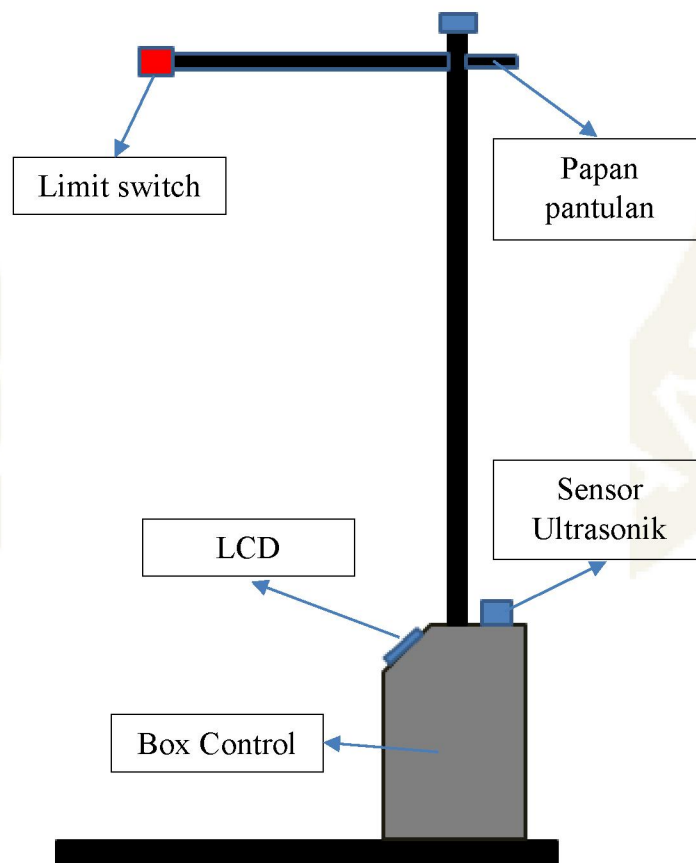 Limit switch
Papan
pantulan
Sensor
Ultrasonik
LCD
Box Control